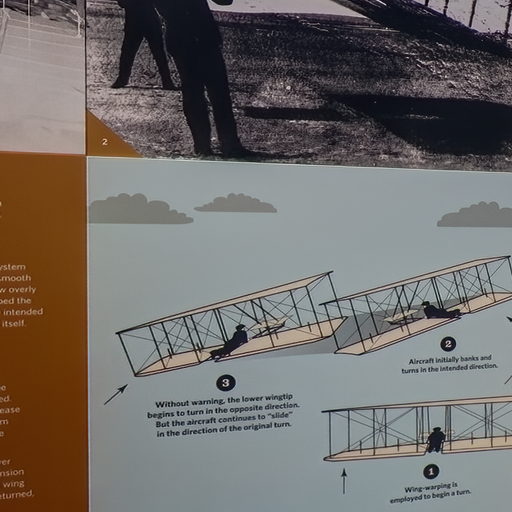 2
ystem
mooth
w overly
ped the
intended
itself.
ed.
ease
m
e
ver
nsion
wing
eturned,
3
Without warning, the lower wingtip
begins to turn in the opposite direction.
But the aircraft continues to "slide"
in the direction of the original turn.
2
Aircraft initially banks and
turns in the intended direction.
1
Wing-warping is
employed to begin a turn.